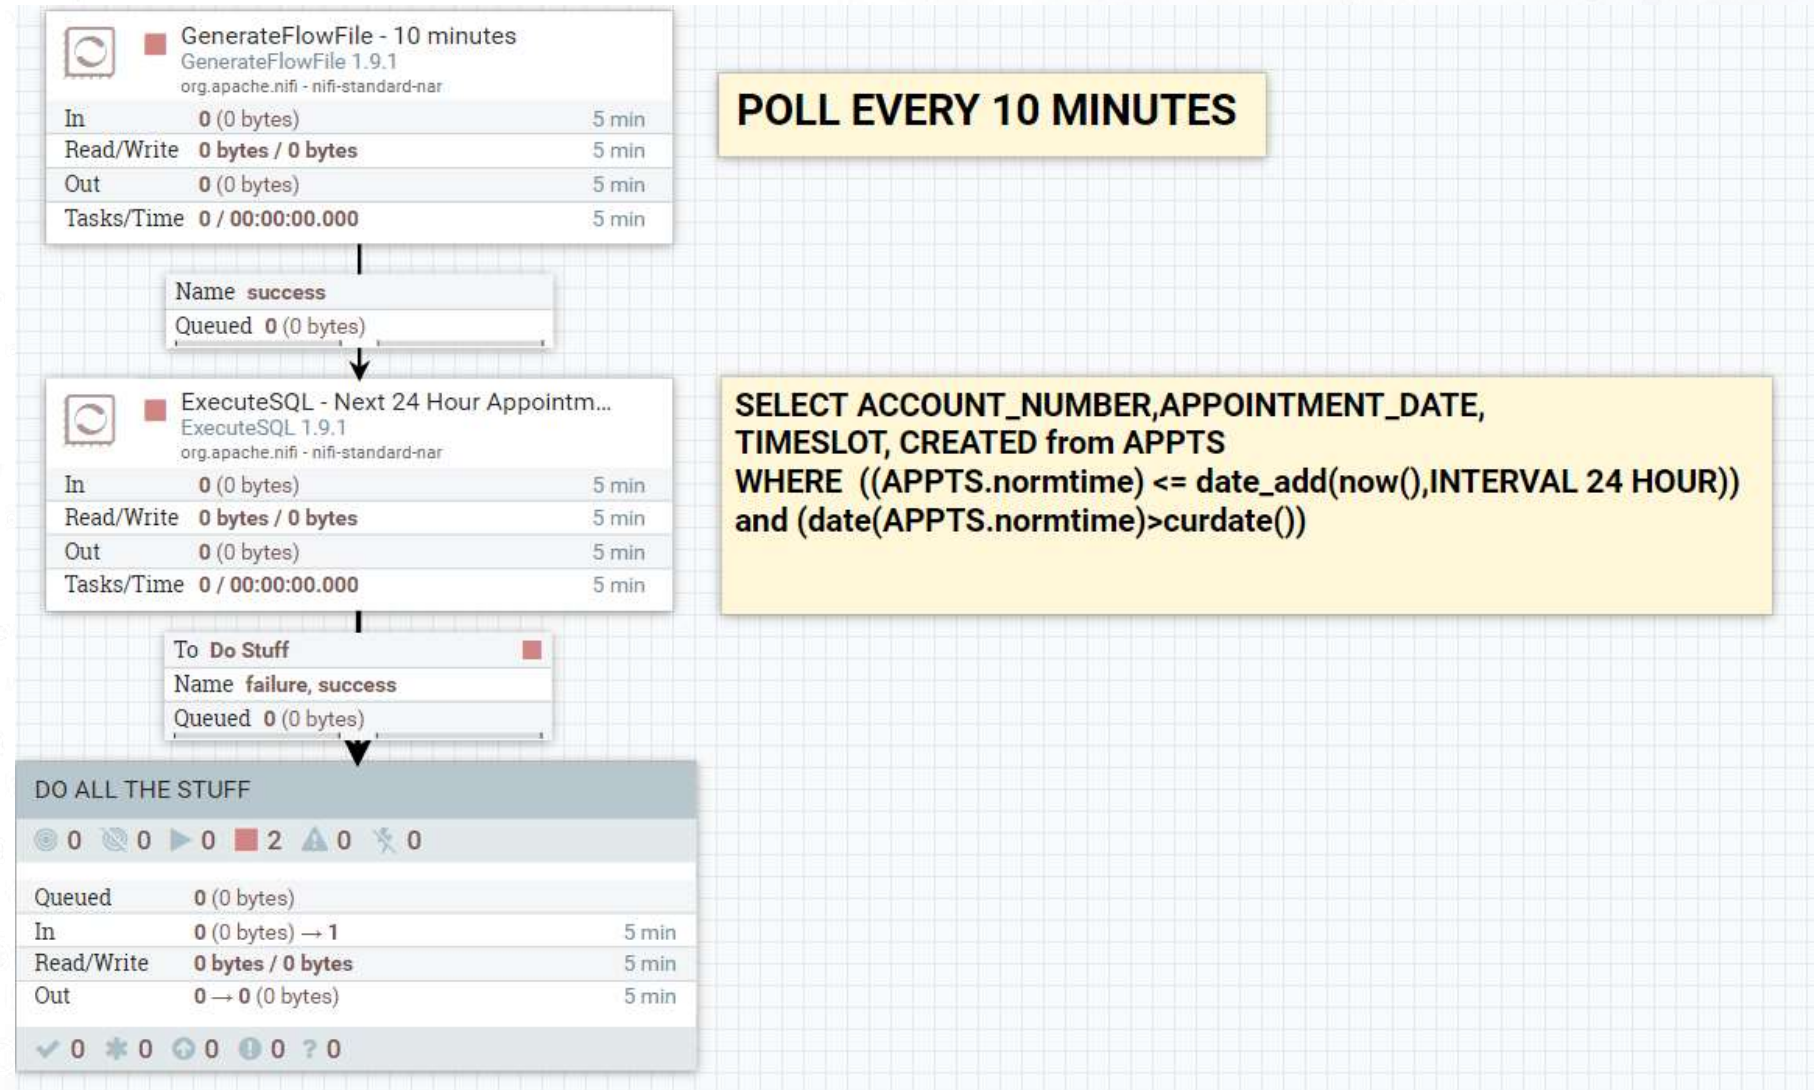 GenerateFlowFile - 10 minutes
GenerateFlowFile 1.9.1
org.apache.nifi - nifi-standard-nar
In 0 (0 bytes) 5 min
Read/Write 0 bytes / 0 bytes 5 min
Out 0 (0 bytes) 5 min
Tasks/Time 0 / 00:00:00.000 5 min
POLL EVERY 10 MINUTES
Name success
Queued 0 (0 bytes)
ExecuteSQL - Next 24 Hour Appointm...
ExecuteSQL 1.9.1
org.apache.nifi - nifi-standard-nar
In 0 (0 bytes) 5 min
Read/Write 0 bytes / 0 bytes 5 min
Out 0 (0 bytes) 5 min
Tasks/Time 0 / 00:00:00.000 5 min
SELECT ACCOUNT_NUMBER,APPOINTMENT_DATE,
TIMESLOT, CREATED from APPTS
WHERE ((APPTS.normtime) <= date_add(now(),INTERVAL 24 HOUR))
and (date(APPTS.normtime)>curdate())
To Do Stuff
Name failure, success
Queued 0 (0 bytes)
DO ALL THE STUFF
0 0 0 2 0 0
Queued 0 (0 bytes)
In 0 (0 bytes) → 1 5 min
Read/Write 0 bytes / 0 bytes 5 min
Out 0 → 0 (0 bytes) 5 min
0 0 0 0 ? 0